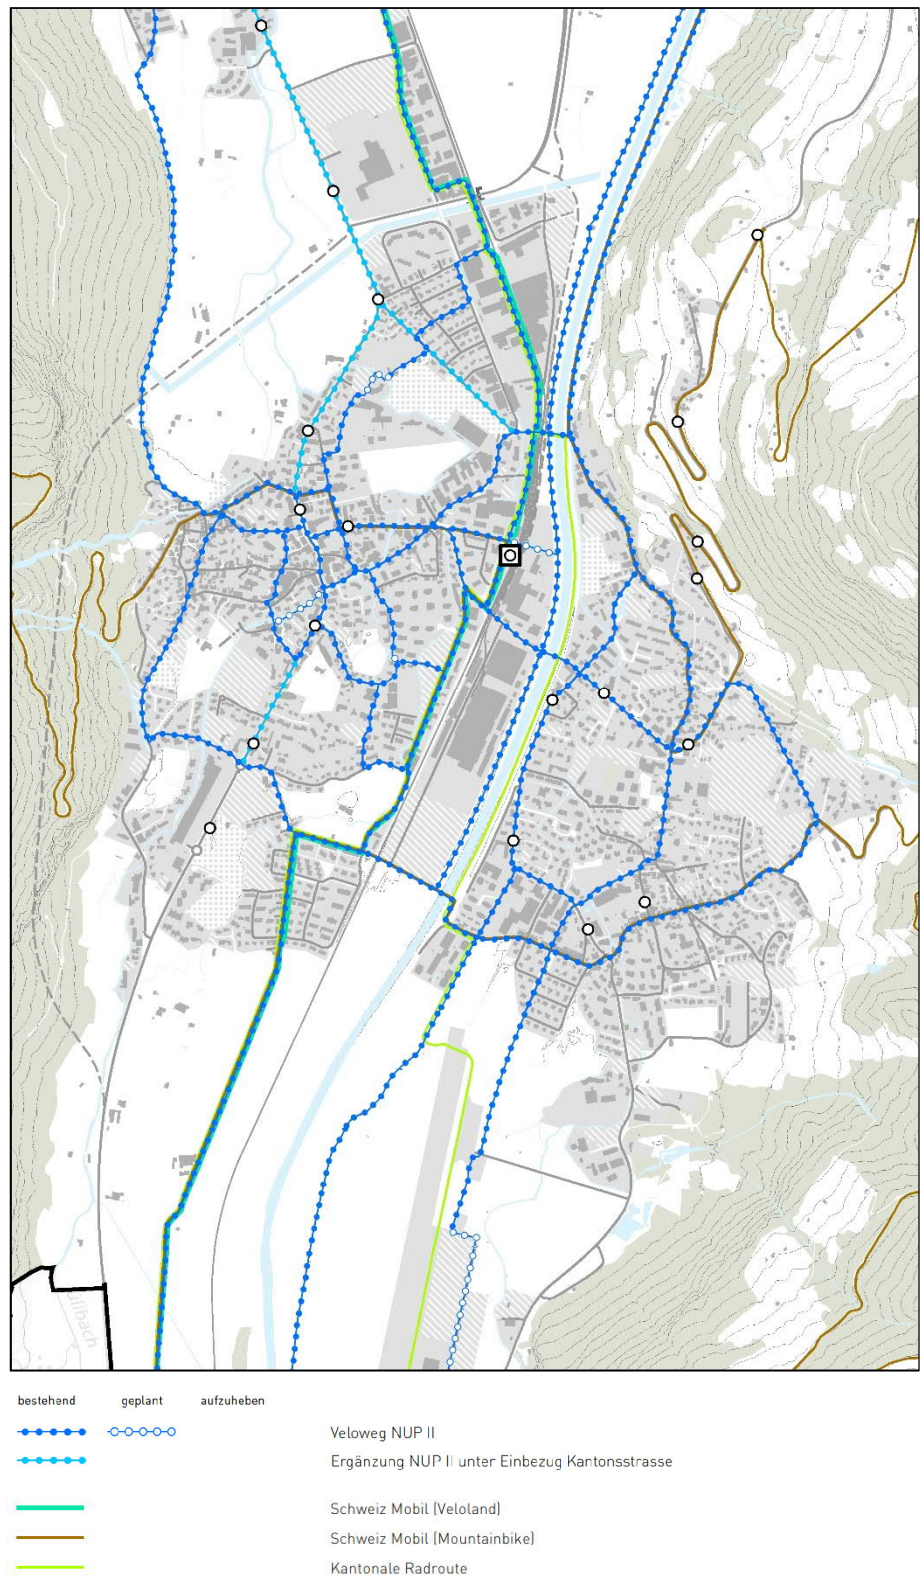 bestehend geplant aufzuheben
Veloweg NUP II
Ergänzung NUP II unter Einbezug Kantonsstrasse
Schweiz Mobil (Veloland)
Schweiz Mobil (Mountainbike)
Kantonale Radroute